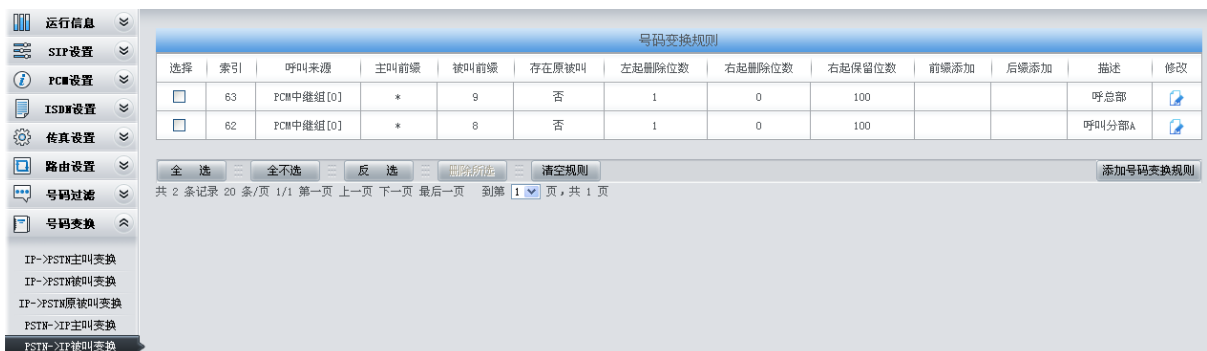 运行信息
SIP设置
PCM设置
ISDN设置
传真设置
路由设置
号码过滤
号码变换
IP->PSTN主叫变换
IP->PSTN被叫变换
IP->PSTN原被叫变换
PSTN->IP主叫变换
PSTN->IP被叫变换
号码变换规则
选择 索引 呼叫来源 主叫前缀 被叫前缀 存在原被叫 左起删除位数 右起删除位数 右起保留位数 前缀添加 后缀添加 描述 修改
63 PCM中继组[0] * 9 否 1 0 100 呼总部
62 PCM中继组[0] * 8 否 1 0 100 呼叫分部A
全 选 全不选 反 选 删除所选 清空规则 添加号码变换规则
共 2 条记录 20 条/页 1/1 第一页 上一页 下一页 最后一页 到第 1 页,共 1 页